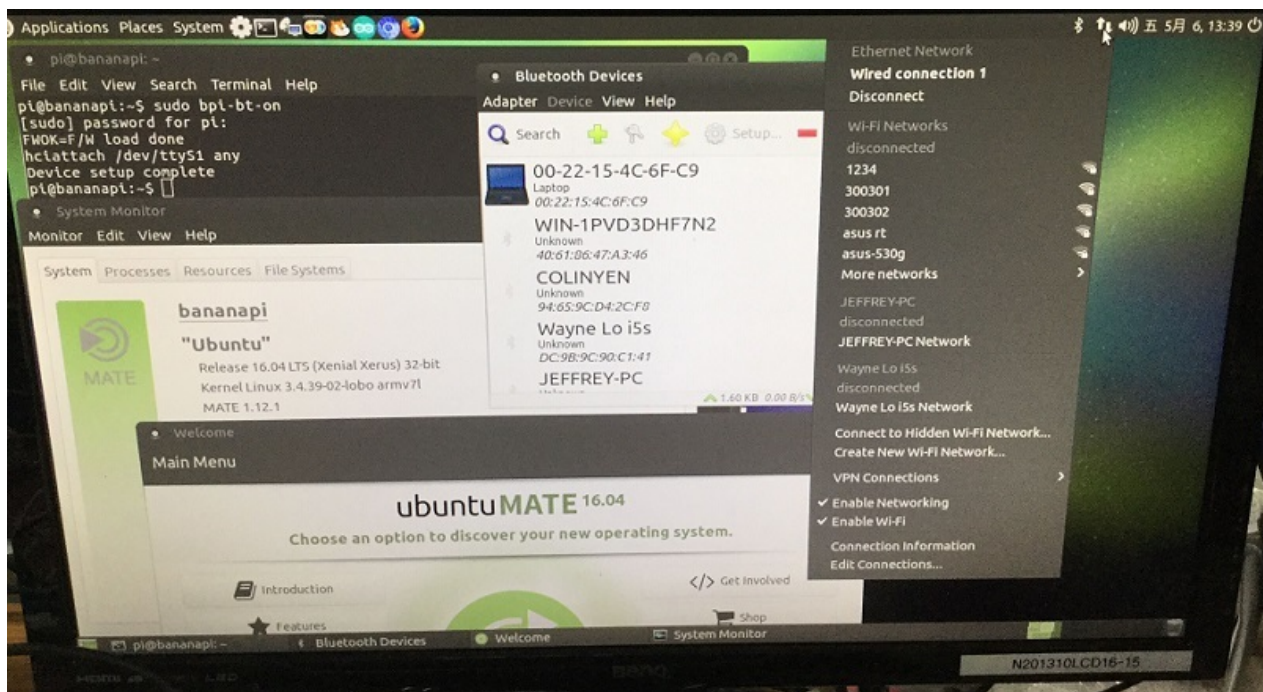 Applications Places System
五 5月 6, 13:39
pi@bananapi: ~
File Edit View Search Terminal Help
pi@bananapi:~$ sudo bpi-bt-on
[sudo] password for pi:
FWOK=F/W load done
hciattach /dev/ttyS1 any
Device setup complete
pi@bananapi:~$
System Monitor
Monitor Edit View Help
System Processes Resources File Systems
MATE
bananapi
"Ubuntu"
Release 16.04 LTS (Xenial Xerus) 32-bit
Kernel Linux 3.4.39-02-lobo armv7l
MATE 1.12.1
Bluetooth Devices
Adapter Device View Help
Search Setup...
00-22-15-4C-6F-C9
Laptop
00:22:15:4C:6F:C9
WIN-1PVD3DHF7N2
Unknown
40:61:86:47:A3:46
COLINYEN
Unknown
94:65:9C:D4:2C:F8
Wayne Lo i5s
Unknown
DC:9B:9C:90:C1:41
JEFFREY-PC
1.60 KB 0.00 B/s
Ethernet Network
Wired connection 1
Disconnect
Wi-Fi Networks
disconnected
1234
300301
300302
asus rt
asus-530g
More networks
JEFFREY-PC
disconnected
JEFFREY-PC Network
Wayne Lo i5s
disconnected
Wayne Lo i5s Network
Connect to Hidden Wi-Fi Network...
Create New Wi-Fi Network...
VPN Connections
Enable Networking
Enable Wi-Fi
Connection Information
Edit Connections...
Welcome
Main Menu
ubuntu MATE 16.04
Choose an option to discover your new operating system.
Introduction
</> Get Involved
Features
Shop
pi@bananapi: ~
Bluetooth Devices
Welcome
System Monitor
BENQ
N201310LCD16-15